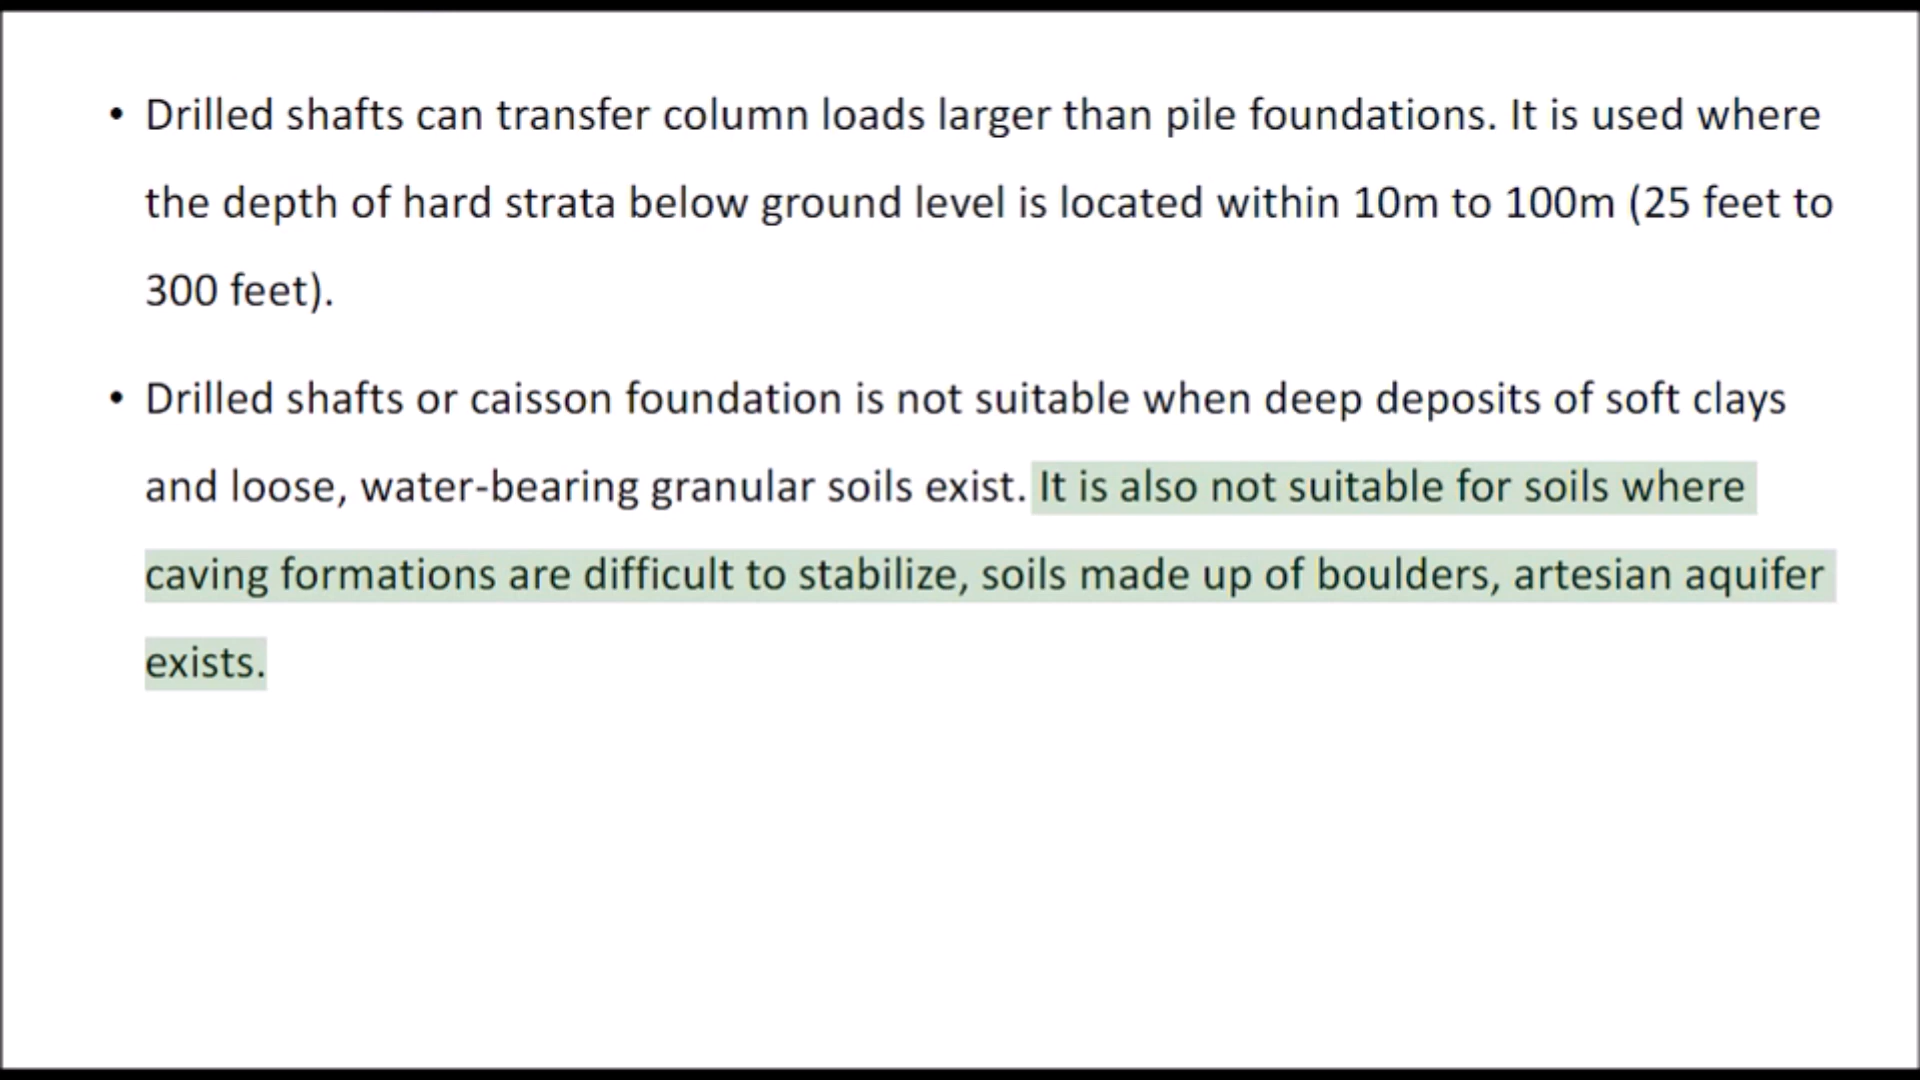 • Drilled shafts can transfer column loads larger than pile foundations. It is used where
the depth of hard strata below ground level is located within 10m to 100m (25 feet to
300 feet).
• Drilled shafts or caisson foundation is not suitable when deep deposits of soft clays
and loose, water-bearing granular soils exist. It is also not suitable for soils where
caving formations are difficult to stabilize, soils made up of boulders, artesian aquifer
exists.